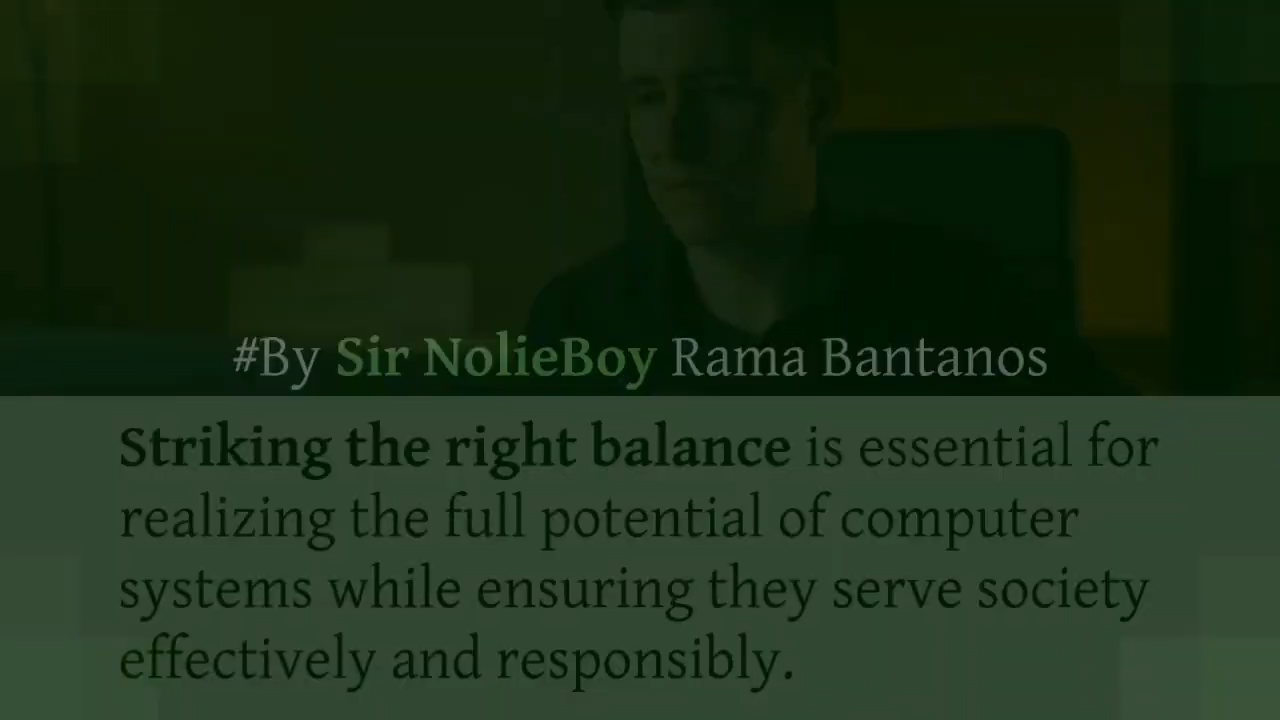 #By Sir NolieBoy Rama Bantanos
Striking the right balance is essential for
realizing the full potential of computer
systems while ensuring they serve society
effectively and responsibly.